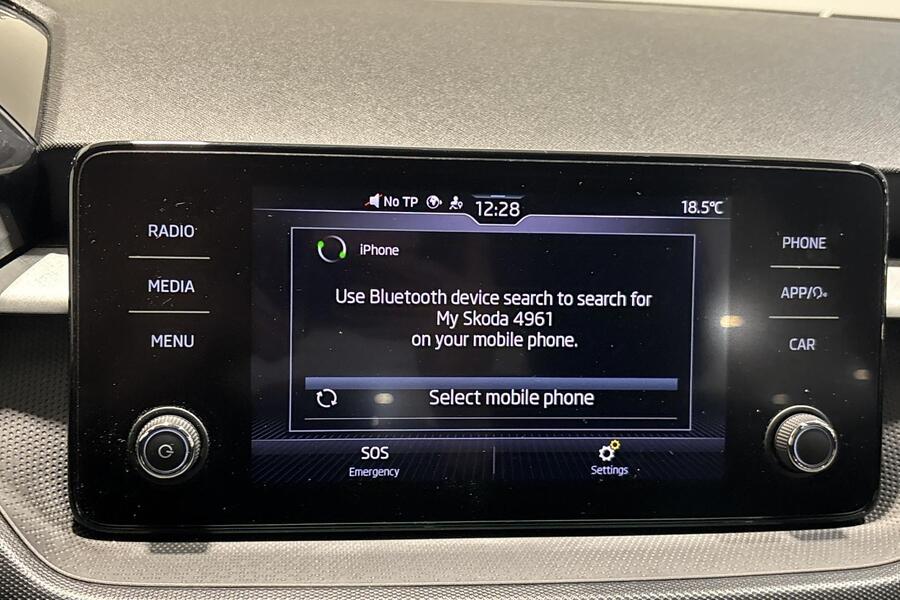 No TP
12:28
18.5°C
RADIO
MEDIA
MENU
iPhone
Use Bluetooth device search to search for
My Skoda 4961
on your mobile phone.
Select mobile phone
SOS
Emergency
Settings
PHONE
APP/
CAR